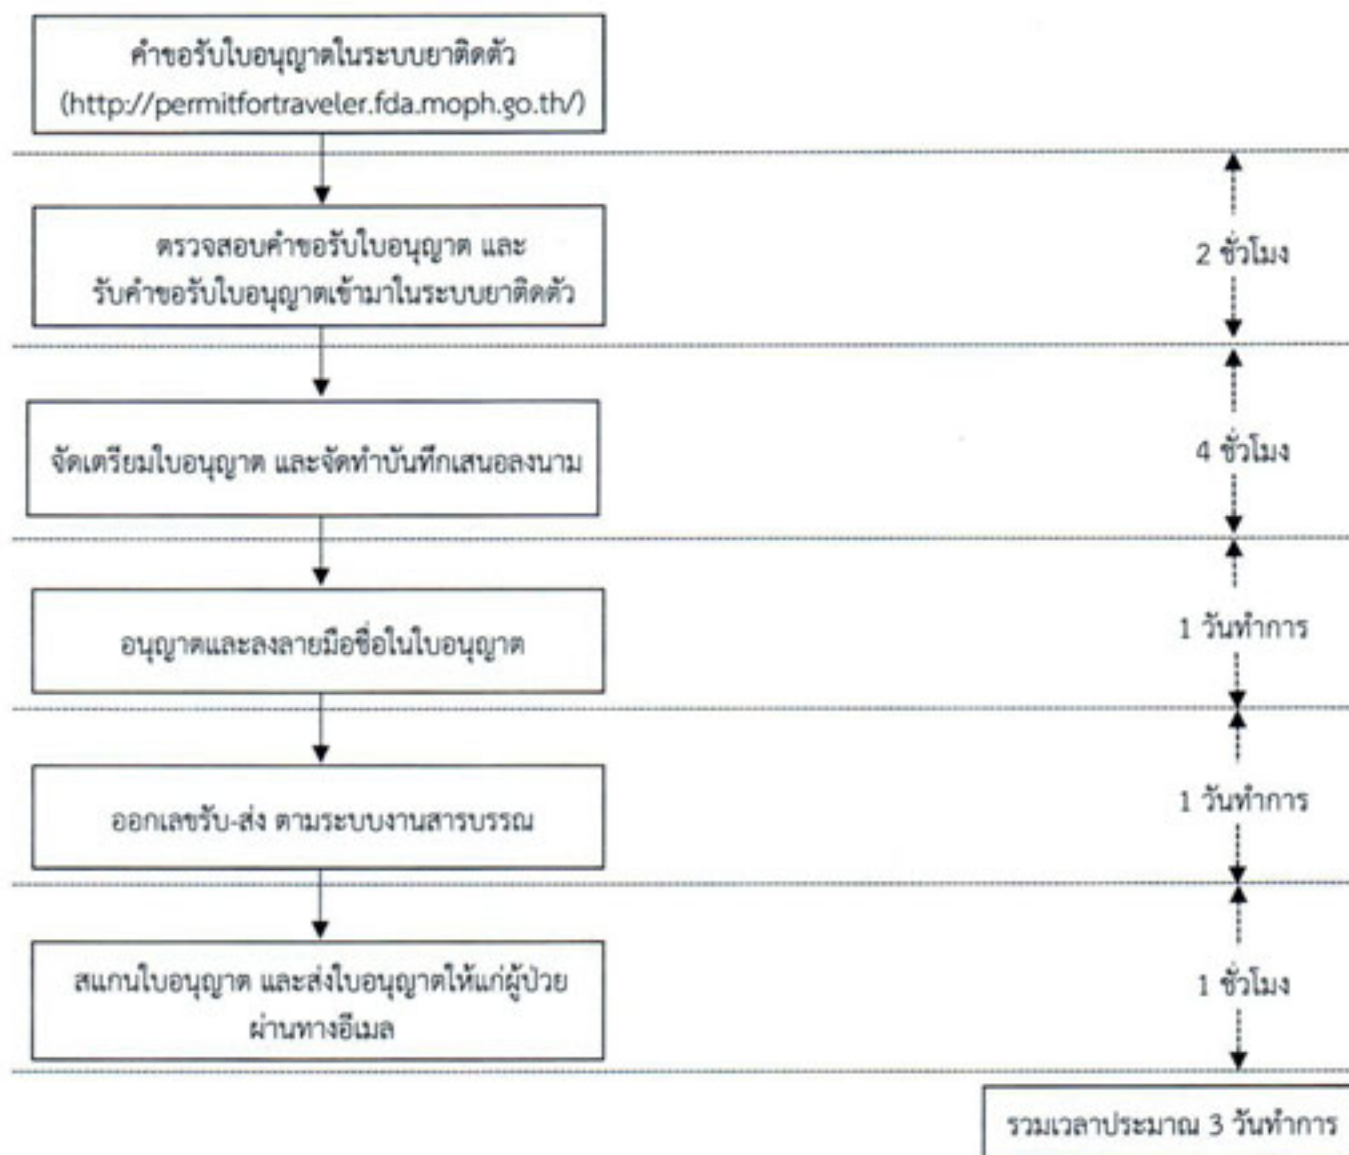 คำขอรับใบอนุญาตในระบบยาติดตัว
(http://permitfortraveler.fda.moph.go.th/)
ตรวจสอบคำขอรับใบอนุญาต และ
รับคำขอรับใบอนุญาตเข้ามาในระบบยาติดตัว
2 ชั่วโมง
จัดเตรียมใบอนุญาต และจัดทำบันทึกเสนอลงนาม
4 ชั่วโมง
อนุญาตและลงลายมือชื่อในใบอนุญาต
1 วันทำการ
ออกเลขรับ-ส่ง ตามระบบงานสารบรรณ
1 วันทำการ
สแกนใบอนุญาต และส่งใบอนุญาตให้แก่ผู้ป่วย
ผ่านทางอีเมล
1 ชั่วโมง
รวมเวลาประมาณ 3 วันทำการ